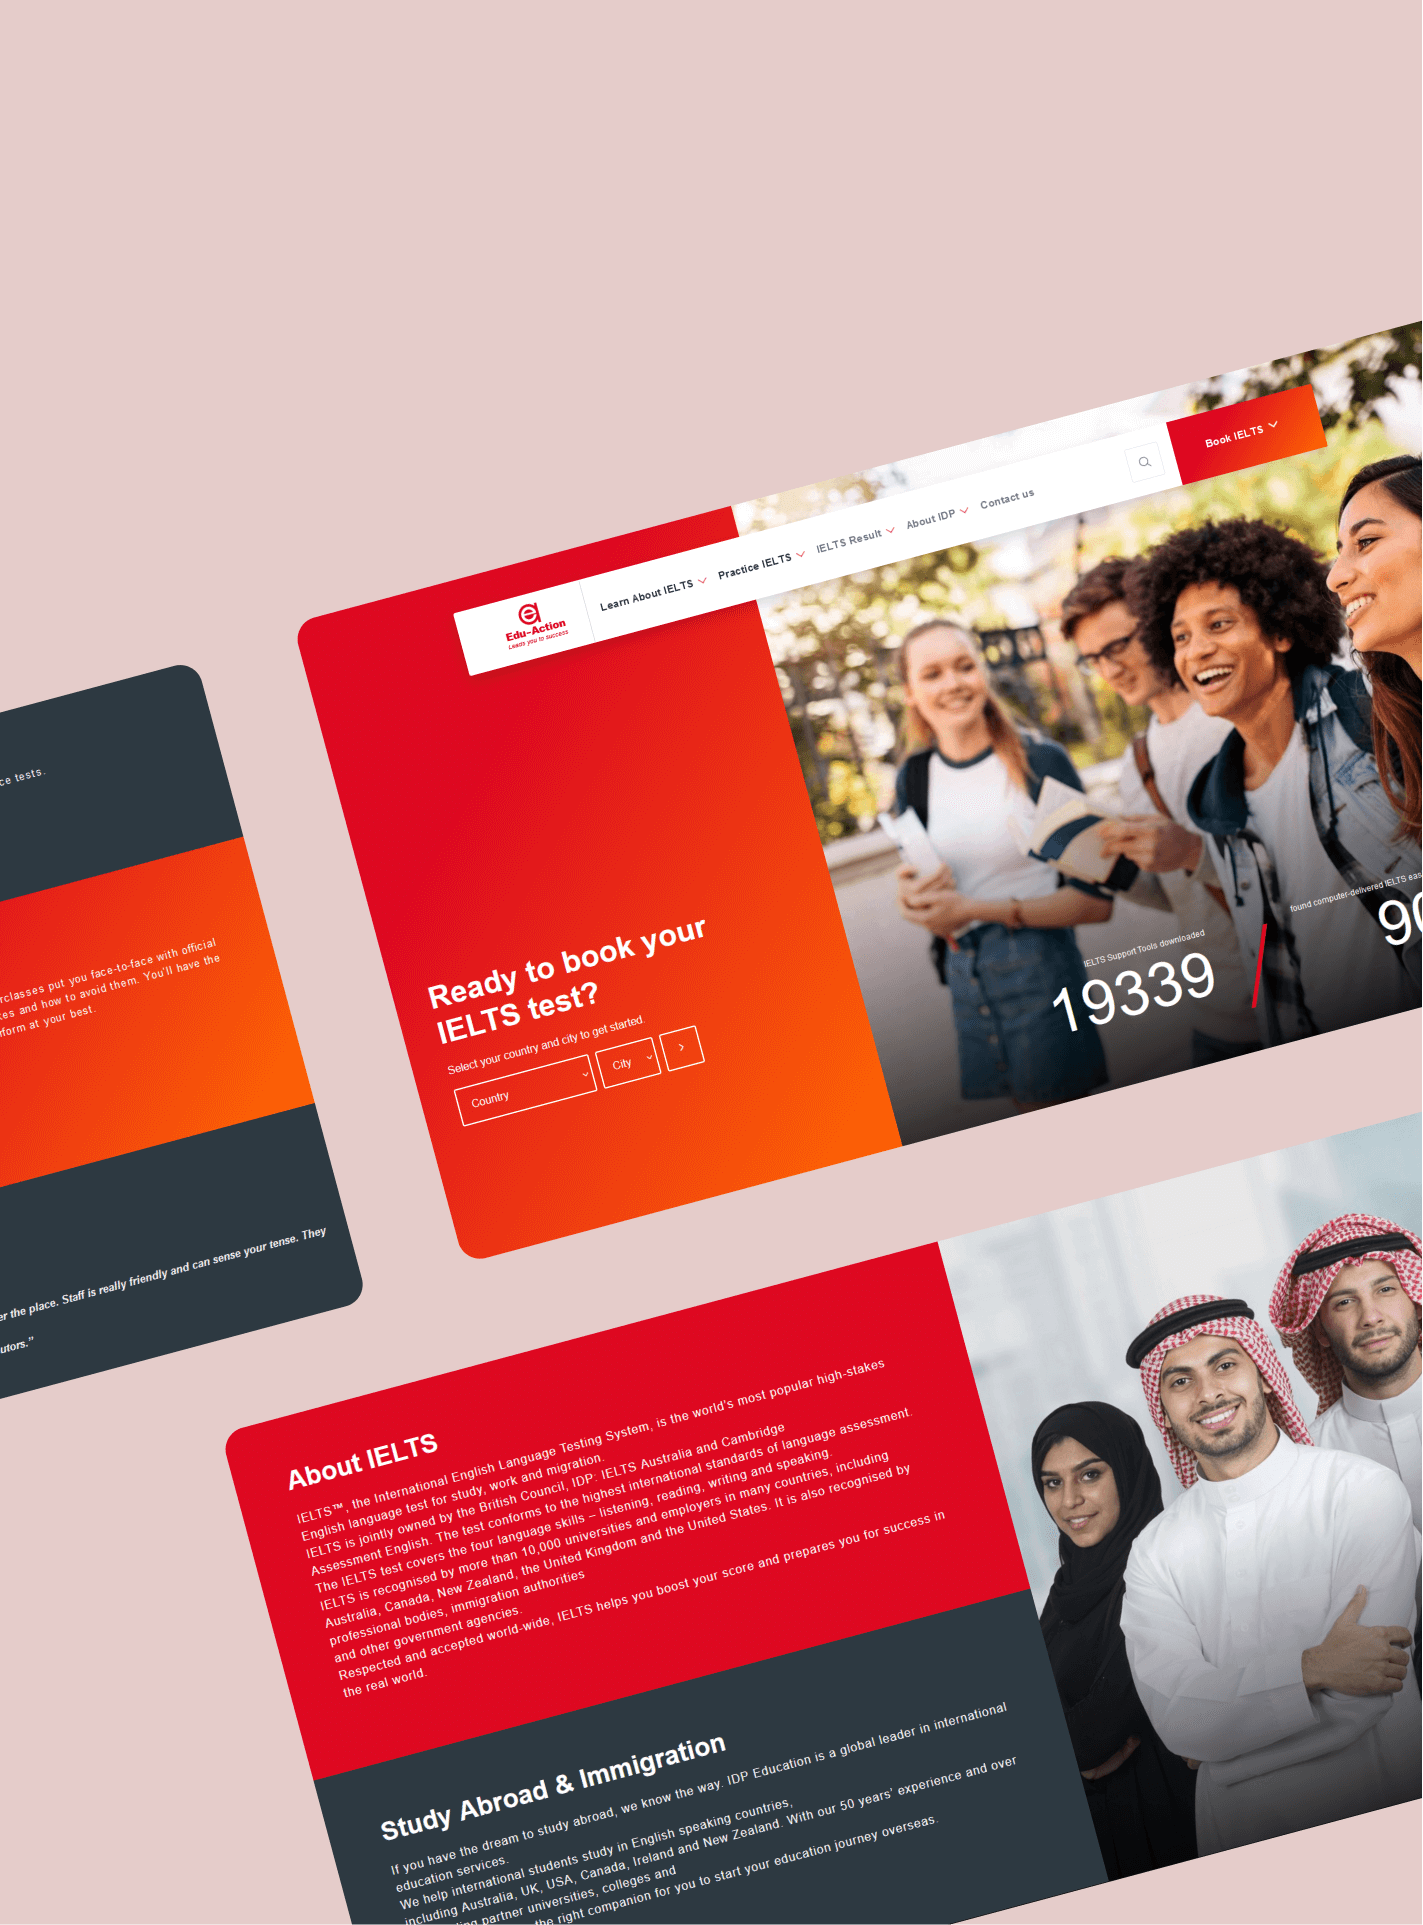 Book IELTS
Learn About IELTS
Practice IELTS
IELTS Result
About IDP
Contact us
Edu-Action
Leads you to success
Ready to book your
IELTS test?
Select your country and city to get started.
Country
City
IELTS Support Tools downloaded
19339
found computer-delivered IELTS
90
ce tests.
put you face-to-face with official
and how to avoid them. You'll have the
at your best.
the place. Staff is really friendly and can sense your tense. They
About IELTS
IELTS™, the International English Language Testing System, is the world's most popular high-stakes
English language test for study, work and migration.
IELTS is jointly owned by the British Council, IDP: IELTS Australia and Cambridge
Assessment English. The test conforms to the highest international standards of language assessment.
The IELTS test covers the four language skills – listening, reading, writing and speaking.
IELTS is recognised by more than 10,000 universities and employers in many countries, including
Australia, Canada, New Zealand, the United Kingdom and the United States. It is also recognised by
professional bodies, immigration authorities
and other government agencies.
Respected and accepted world-wide, IELTS helps you boost your score and prepares you for success in
the real world.
Study Abroad & Immigration
If you have the dream to study abroad, we know the way. IDP Education is a global leader in international
education services.
We help international students study in English speaking countries,
including Australia, UK, USA, Canada, Ireland and New Zealand. With our 50 years' experience and over
partner universities, colleges and
the right companion for you to start your education journey overseas.